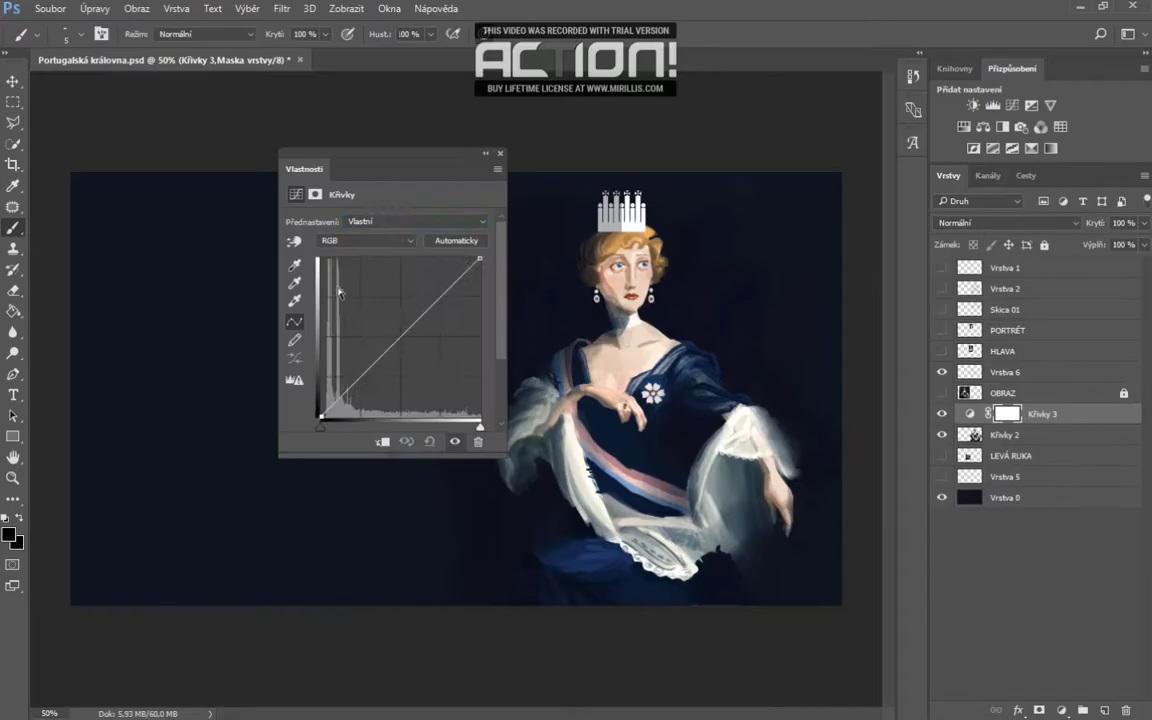 Ps Soubor Úpravy Obraz Vrstva Text Výběr Filtr 3D Zobrazit Okna Nápověda
THIS VIDEO WAS RECORDED WITH TRIAL VERSION
ACTION!
BUY LIFETIME LICENSE AT WWW.MIRILLIS.COM
5 Režim: Normální Krytí: 100 % Hust.: 100 %
Portugalská královna.psd @ 50% (Křivky 3,Maska vrstvy/8) * ×
Knihovny Přizpůsobení
Přidat nastavení
Vlastnosti
Křivky
Přednastavení: Vlastní
RGB Automaticky
Vrstvy Kanály Cesty
Druh
Normální Krytí: 100 %
Zámek: Výplň: 100 %
Vrstva 1
Vrstva 2
Skica 01
PORTRÉT
HLAVA
Vrstva 6
OBRAZ
Křivky 3
Křivky 2
LEVÁ RUKA
Vrstva 5
Vrstva 0
50% Dok: 5,93 MB/60,0 MB